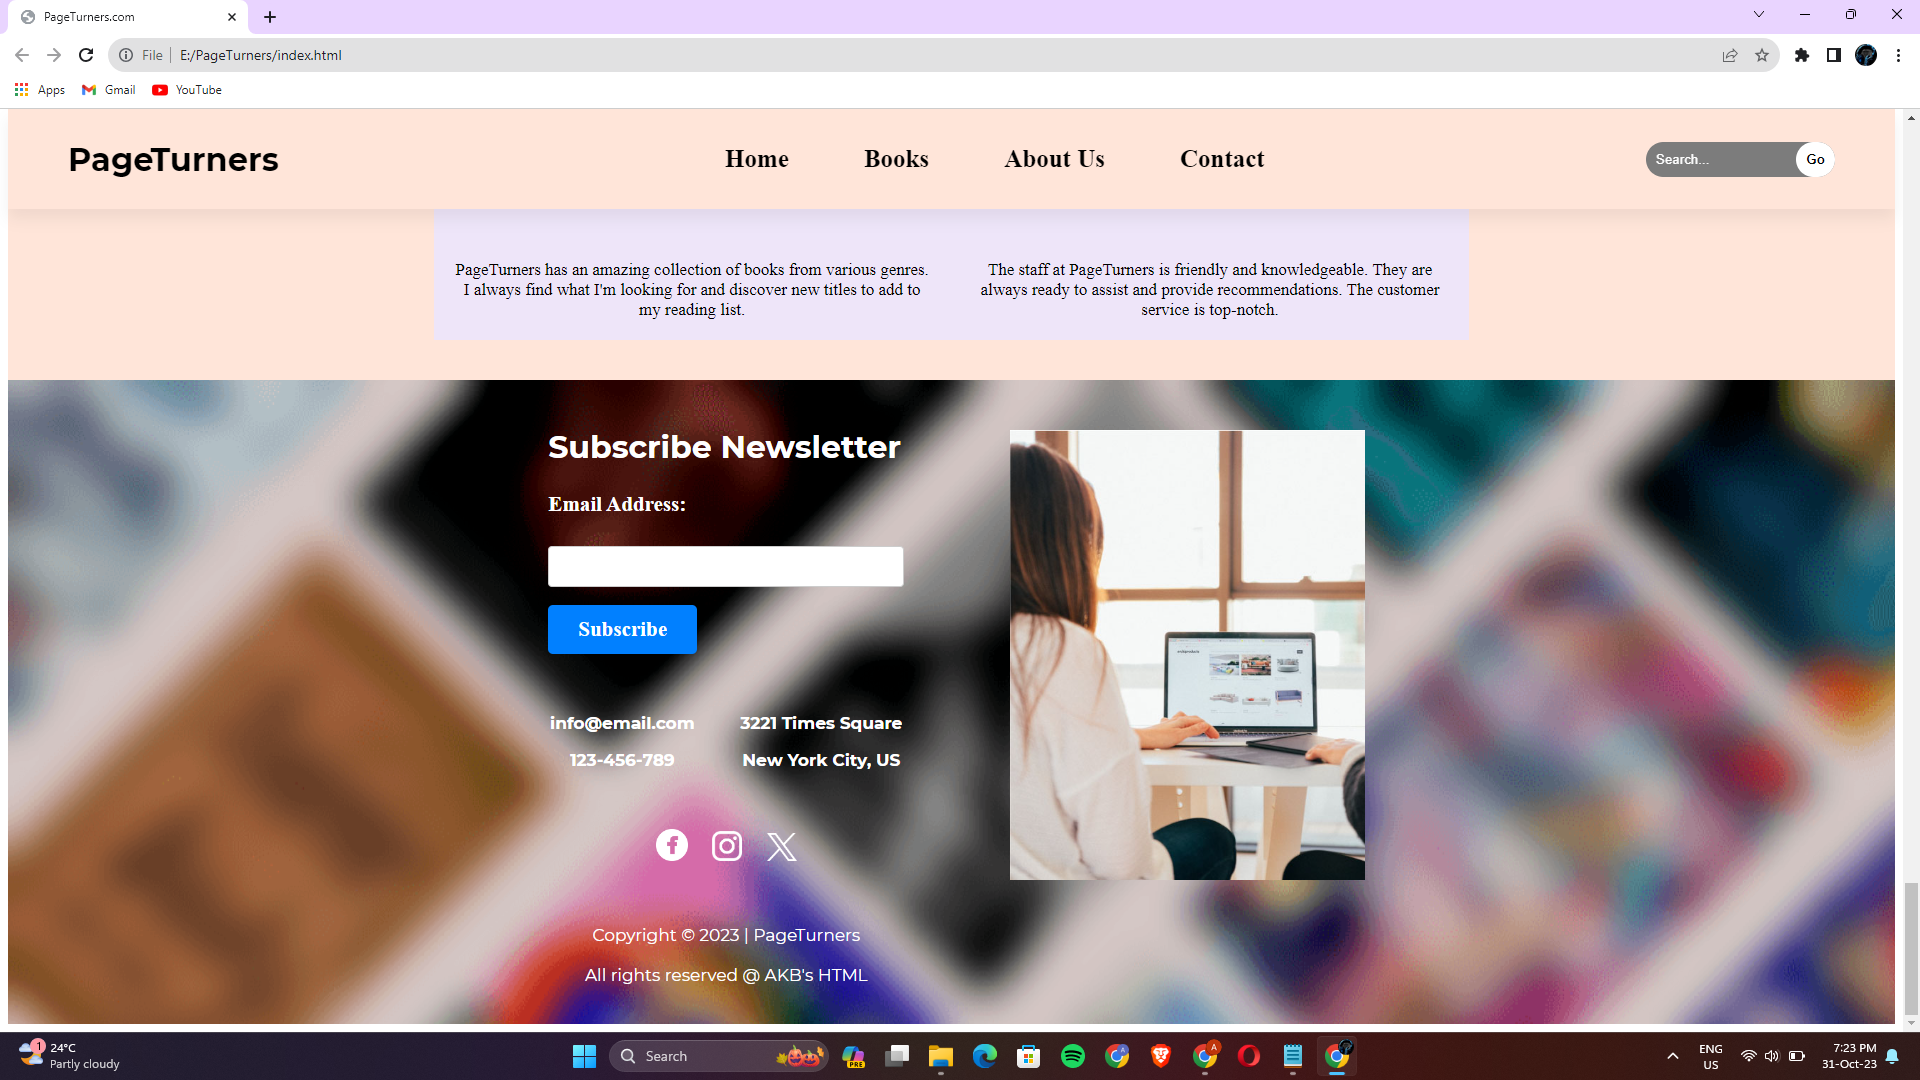 PageTurners.com
File
E:/PageTurners/index.html
Apps
Gmail
YouTube
PageTurners
Home
Books
About Us
Contact
Search...
Go
PageTurners has an amazing collection of books from various genres.
I always find what I'm looking for and discover new titles to add to
my reading list.
The staff at PageTurners is friendly and knowledgeable. They are
always ready to assist and provide recommendations. The customer
service is top-notch.
Subscribe Newsletter
Email Address:
Subscribe
info@email.com
123-456-789
3221 Times Square
New York City, US
Copyright © 2023 | PageTurners
All rights reserved @ AKB's HTML
1
24°C
Partly cloudy
Search
PRE
A
ENG
US
7:23 PM
31-Oct-23